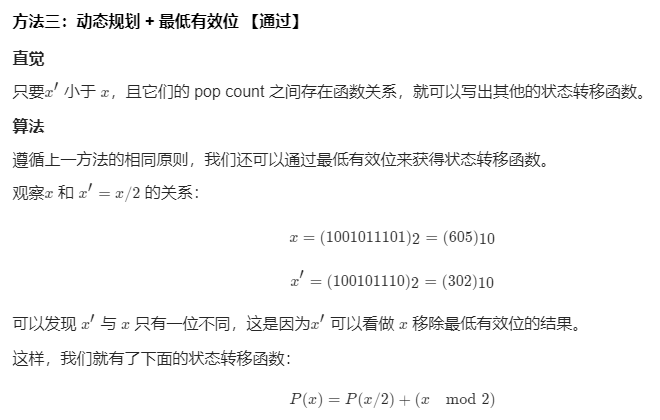 方法三：动态规划 + 最低有效位 【通过】
直觉
只要x′ 小于 x，且它们的 pop count 之间存在函数关系，就可以写出其他的状态转移函数。
算法
遵循上一方法的相同原则，我们还可以通过最低有效位来获得状态转移函数。
观察x 和 x′ = x/2 的关系：
x = (1001011101)2 = (605)10
x′ = (100101110)2 = (302)10
可以发现 x′ 与 x 只有一位不同，这是因为x′ 可以看做 x 移除最低有效位的结果。
这样，我们就有了下面的状态转移函数：
P(x) = P(x/2) + (x mod 2)